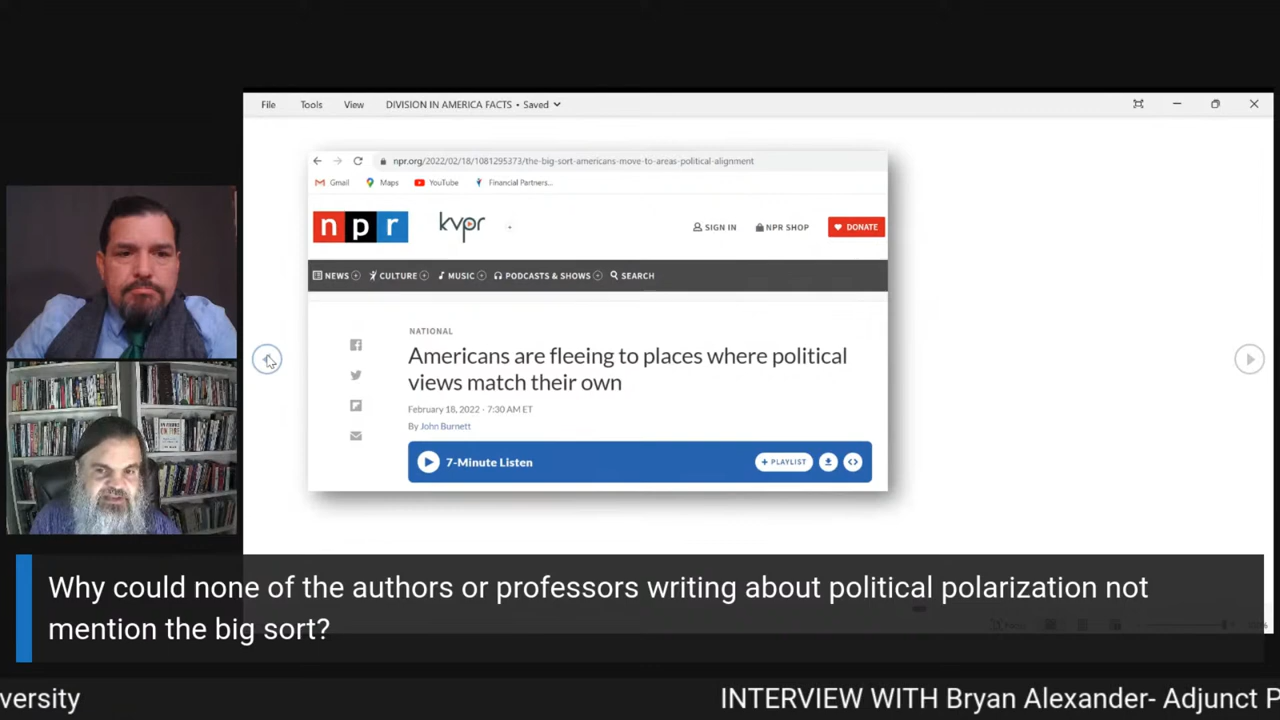 File Tools View DIVISION IN AMERICA FACTS • Saved
npr.org/2022/02/18/1081295373/the-big-sort-americans-move-to-areas-political-alignment
Gmail Maps YouTube Financial Partners...
npr kvpr SIGN IN NPR SHOP DONATE
NEWS CULTURE MUSIC PODCASTS & SHOWS SEARCH
NATIONAL
Americans are fleeing to places where political
views match their own
February 18, 2022 · 7:30 AM ET
By John Burnett
7-Minute Listen + PLAYLIST
Why could none of the authors or professors writing about political polarization not
mention the big sort?
versity INTERVIEW WITH Bryan Alexander- Adjunct P